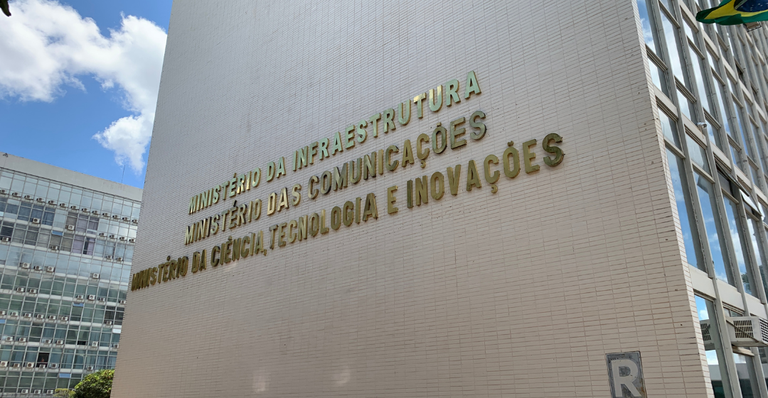 MINISTÉRIO DA INFRAESTRUTURA
MINISTÉRIO DAS COMUNICAÇÕES
MINISTÉRIO DA CIÊNCIA, TECNOLOGIA E INOVAÇÕES
R